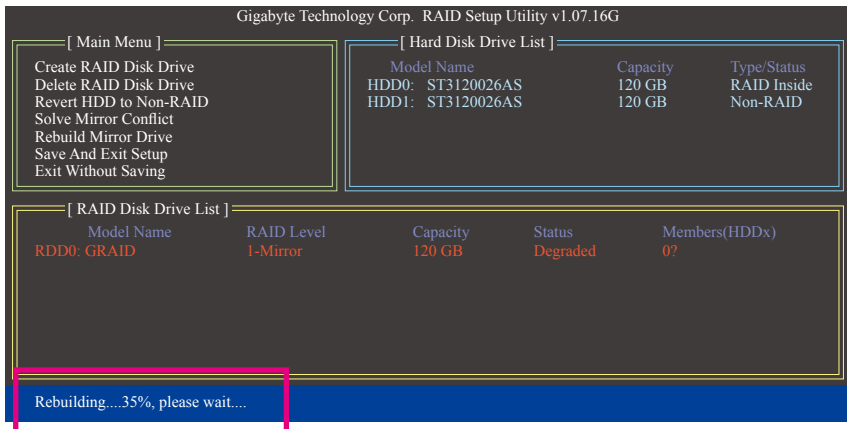 Gigabyte Technology Corp. RAID Setup Utility v1.07.16G
[ Main Menu ]
Create RAID Disk Drive
Delete RAID Disk Drive
Revert HDD to Non-RAID
Solve Mirror Conflict
Rebuild Mirror Drive
Save And Exit Setup
Exit Without Saving
[ Hard Disk Drive List ]
Model Name Capacity Type/Status
HDD0: ST3120026AS 120 GB RAID Inside
HDD1: ST3120026AS 120 GB Non-RAID
[ RAID Disk Drive List ]
Model Name RAID Level Capacity Status Members(HDDx)
RDD0: GRAID 1-Mirror 120 GB Degraded 0?
Rebuilding....35%, please wait....